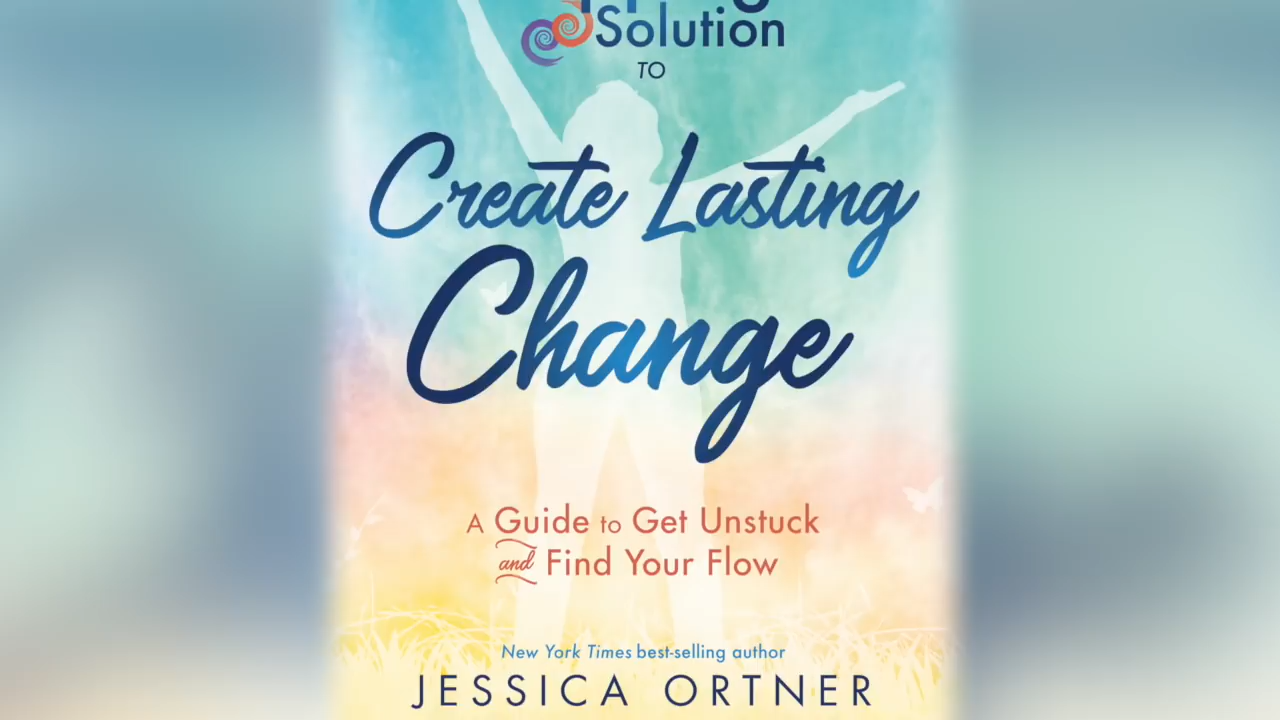 Solution
TO
Create Lasting
Change
A Guide to Get Unstuck
and Find Your Flow
New York Times best-selling author
JESSICA ORTNER